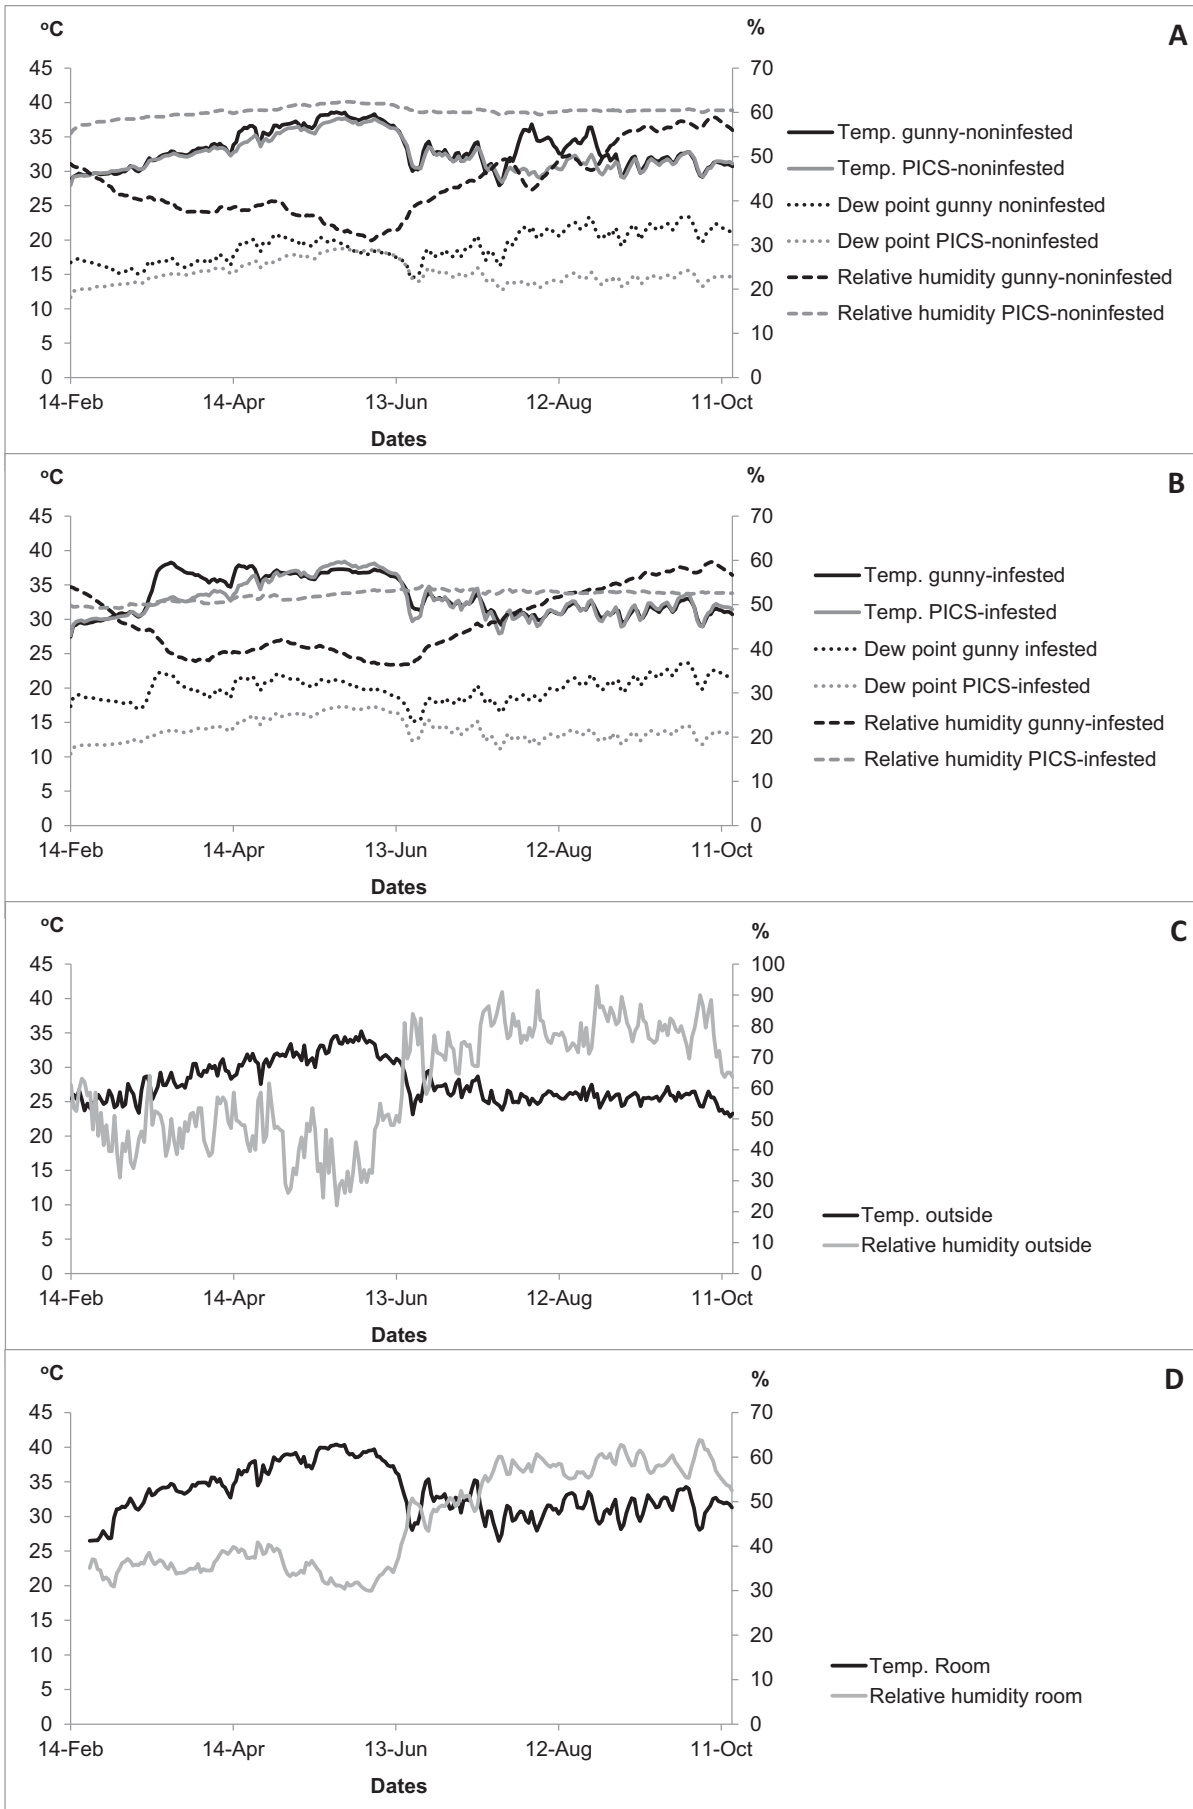 oC % A
45 70
40 60
35 50
30
25 40
20 30
15 20
10
5 10
0 0
14-Feb 14-Apr 13-Jun 12-Aug 11-Oct
Dates
Temp. gunny-noninfested
Temp. PICS-noninfested
Dew point gunny noninfested
Dew point PICS-noninfested
Relative humidity gunny-noninfested
Relative humidity PICS-noninfested
oC % B
45 70
40 60
35 50
30
25 40
20 30
15 20
10
5 10
0 0
14-Feb 14-Apr 13-Jun 12-Aug 11-Oct
Dates
Temp. gunny-infested
Temp. PICS-infested
Dew point gunny infested
Dew point PICS-infested
Relative humidity gunny-infested
Relative humidity PICS-infested
oC % C
45 100
40 90
35 80
30 70
25 60
20 50
15 40
10 30
5 20
0 10
0
14-Feb 14-Apr 13-Jun 12-Aug 11-Oct
Dates
Temp. outside
Relative humidity outside
oC % D
45 70
40 60
35 50
30
25 40
20 30
15 20
10
5 10
0 0
14-Feb 14-Apr 13-Jun 12-Aug 11-Oct
Dates
Temp. Room
Relative humidity room